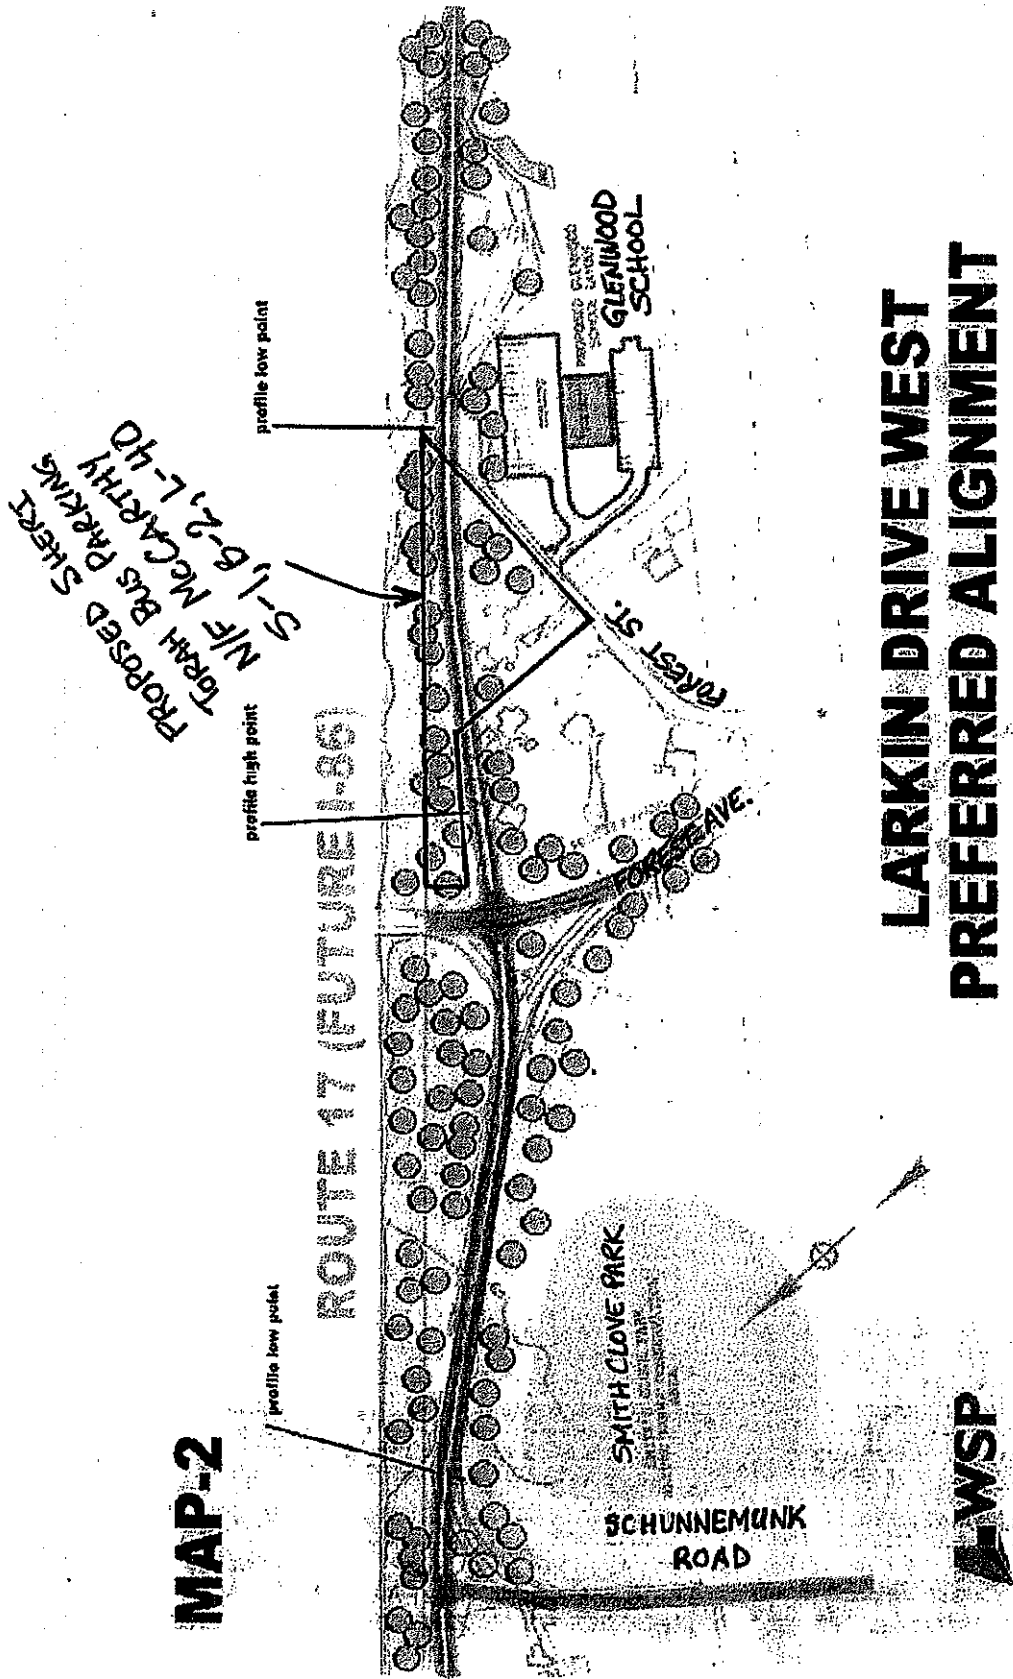 MAP-2
PROPOSED SHERI
TORAH BUS PARKING
N/F McCARTHY
S-1, B-2, L-40
profile low point
profile high point
profile low point
ROUTE 17 (FUTURE I-86)
GLENWOOD
SCHOOL
FOREST ST.
FOREST AVE.
SMITH CLOVE PARK
SCHUNNEMUNK
ROAD
LARKIN DRIVE WEST
PREFERRED ALIGNMENT
WSP